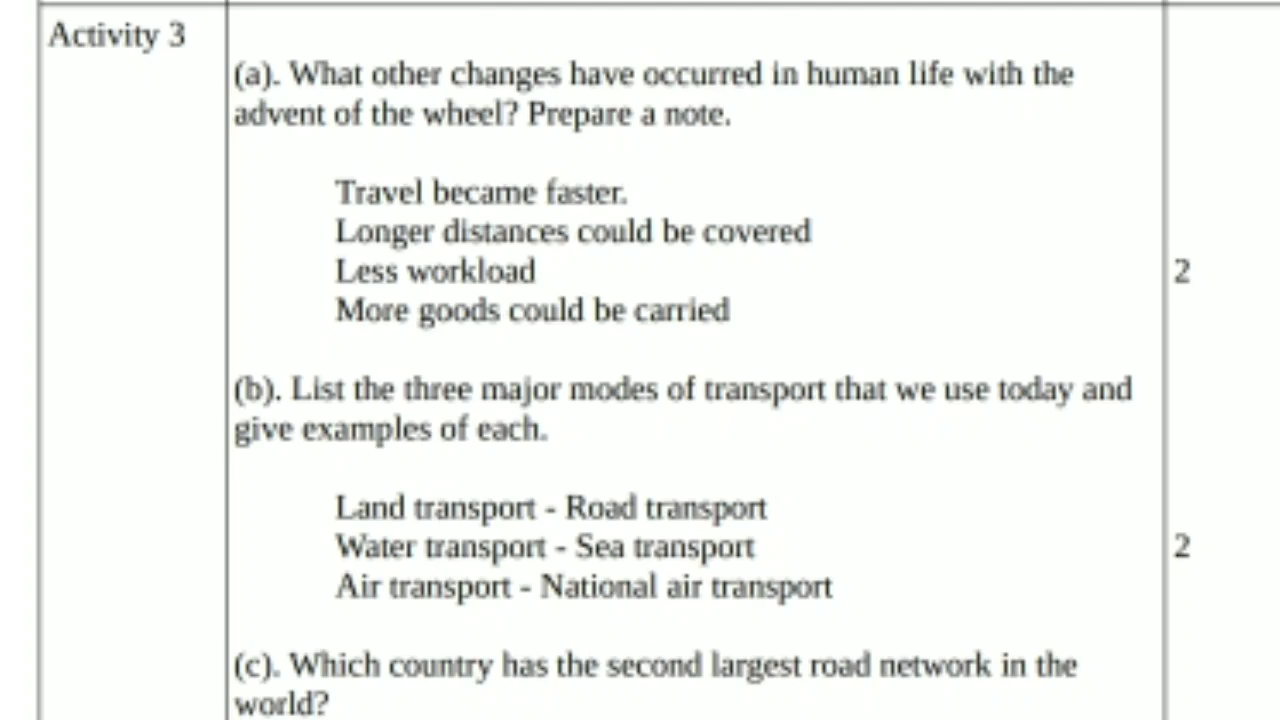 Activity 3
(a). What other changes have occurred in human life with the
advent of the wheel? Prepare a note.
Travel became faster.
Longer distances could be covered
Less workload
2
More goods could be carried
(b). List the three major modes of transport that we use today and
give examples of each.
Land transport - Road transport
Water transport - Sea transport
2
Air transport - National air transport
(c). Which country has the second largest road network in the
world?